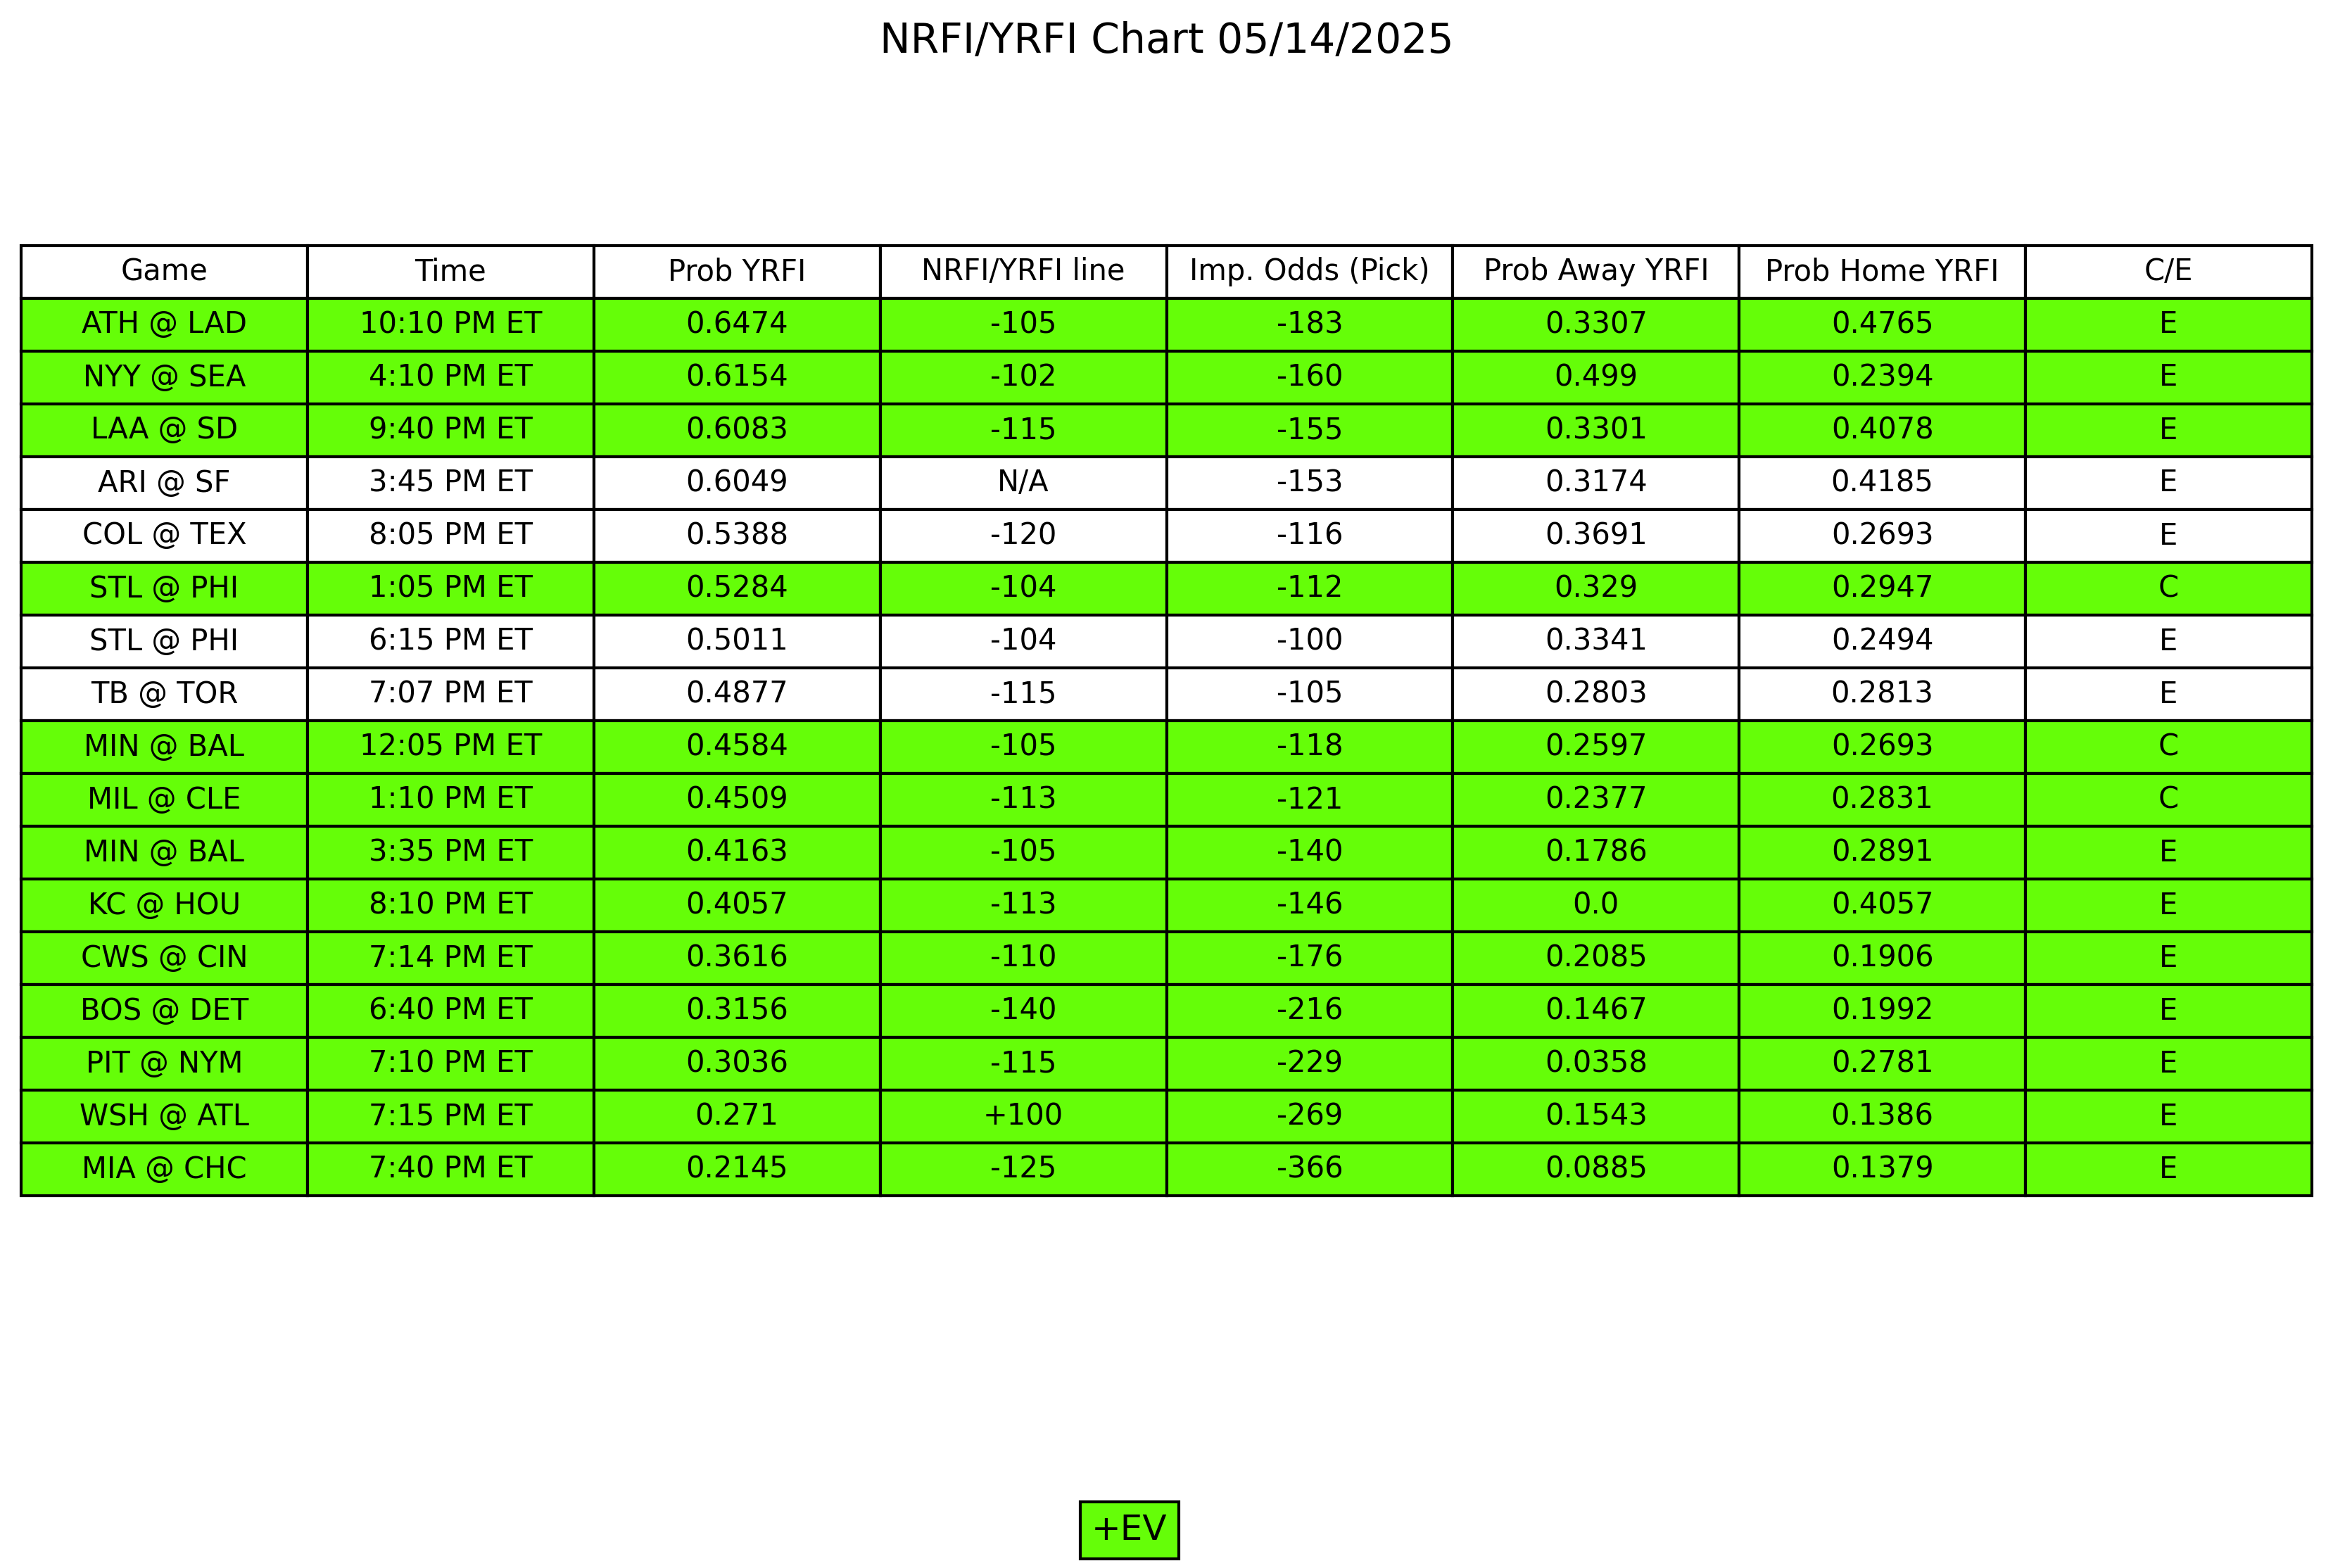 NRFI/YRFI Chart 05/14/2025
Game Time Prob YRFI NRFI/YRFI line Imp. Odds (Pick) Prob Away YRFI Prob Home YRFI C/E
ATH @ LAD 10:10 PM ET 0.6474 -105 -183 0.3307 0.4765 E
NYY @ SEA 4:10 PM ET 0.6154 -102 -160 0.499 0.2394 E
LAA @ SD 9:40 PM ET 0.6083 -115 -155 0.3301 0.4078 E
ARI @ SF 3:45 PM ET 0.6049 N/A -153 0.3174 0.4185 E
COL @ TEX 8:05 PM ET 0.5388 -120 -116 0.3691 0.2693 E
STL @ PHI 1:05 PM ET 0.5284 -104 -112 0.329 0.2947 C
STL @ PHI 6:15 PM ET 0.5011 -104 -100 0.3341 0.2494 E
TB @ TOR 7:07 PM ET 0.4877 -115 -105 0.2803 0.2813 E
MIN @ BAL 12:05 PM ET 0.4584 -105 -118 0.2597 0.2693 C
MIL @ CLE 1:10 PM ET 0.4509 -113 -121 0.2377 0.2831 C
MIN @ BAL 3:35 PM ET 0.4163 -105 -140 0.1786 0.2891 E
KC @ HOU 8:10 PM ET 0.4057 -113 -146 0.0 0.4057 E
CWS @ CIN 7:14 PM ET 0.3616 -110 -176 0.2085 0.1906 E
BOS @ DET 6:40 PM ET 0.3156 -140 -216 0.1467 0.1992 E
PIT @ NYM 7:10 PM ET 0.3036 -115 -229 0.0358 0.2781 E
WSH @ ATL 7:15 PM ET 0.271 +100 -269 0.1543 0.1386 E
MIA @ CHC 7:40 PM ET 0.2145 -125 -366 0.0885 0.1379 E
+EV